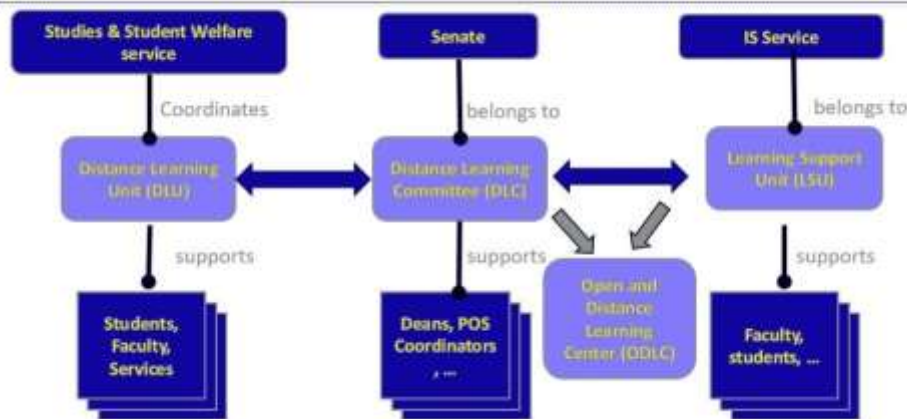 Studies & Student Welfare
service
Senate
IS Service
Coordinates
belongs to
belongs to
Distance Learning
Unit (DLU)
Distance Learning
Committee (DLC)
Learning Support
Unit (LSU)
supports
supports
supports
Students,
Faculty,
Services
Deans, POS
Coordinators
, ...
Open and
Distance
Learning
Center (ODLC)
Faculty,
students, ...